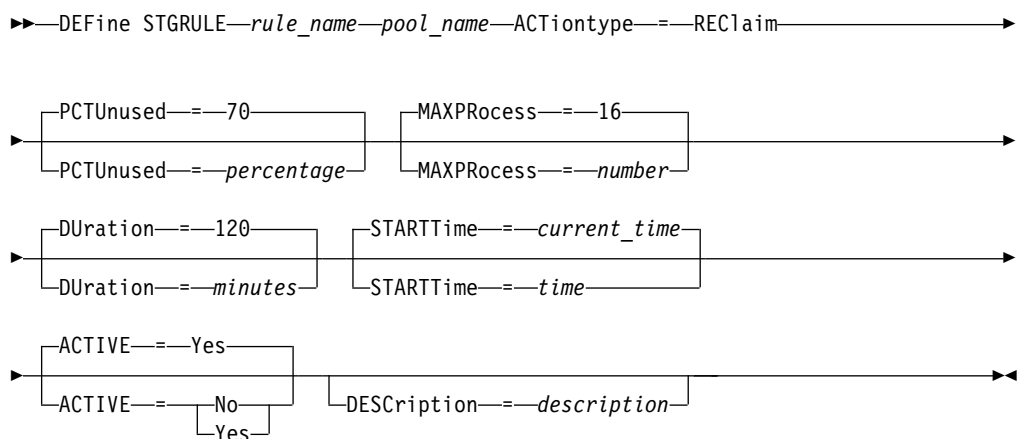 DEFine STGRULE rule_name pool_name ACTiontype = REClaim
PCTUnused = 70 MAXPRocess = 16
PCTUnused = percentage MAXPRocess = number
DUration = 120 STARTTime = current_time
DUration = minutes STARTTime = time
ACTIVE = Yes
ACTIVE = No DESCription = description
Yes